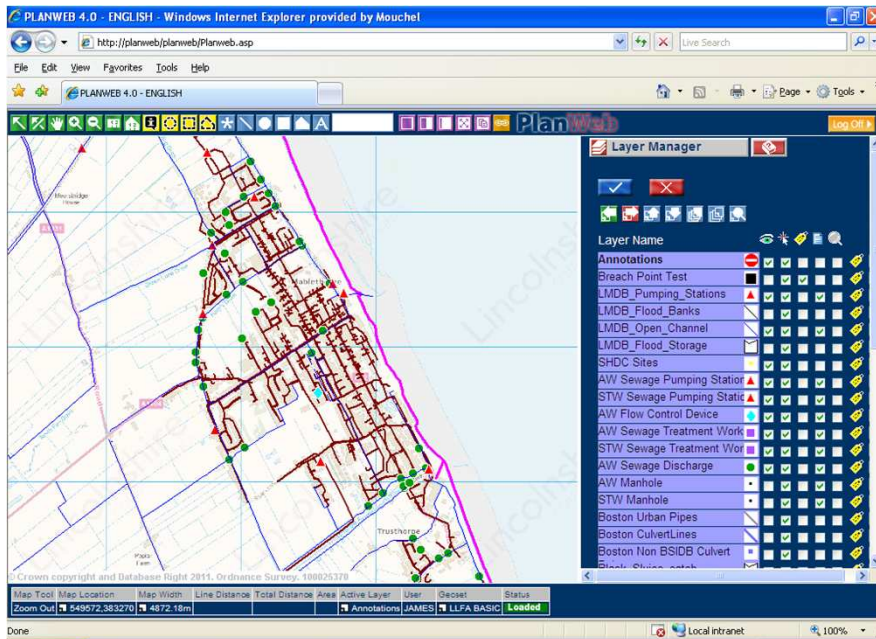 PLANWEB 4.0 - ENGLISH - Windows Internet Explorer provided by Mouchel
http://planweb/planweb/Planweb.asp
Live Search
File Edit View Favorites Tools Help
PLANWEB 4.0 - ENGLISH
Page Tools
A
PlanWeb
Log Off
Layer Manager
Layer Name
Annotations
Breach Point Test
LMDB_Pumping_Stations
LMDB_Flood_Banks
LMDB_Open_Channel
LMDB_Flood_Storage
SHDC Sites
AW Sewage Pumping Station
STW Sewage Pumping Static
AW Flow Control Device
AW Sewage Treatment Work
STW Sewage Treatment Wor
AW Sewage Discharge
AW Manhole
STW Manhole
Boston Urban Pipes
Boston CulvertLines
Boston Non BSIDB Culvert
House
Trusthorpe
Lincolnshire
© Crown copyright and Database Right 2011. Ordnance Survey. 100025370
Map Tool Map Location Map Width Line Distance Total Distance Area Active Layer User Geoset Status
Zoom Out 549572,383270 4872.18m Annotations JAMES LLFA BASIC Loaded
Done Local intranet 100%